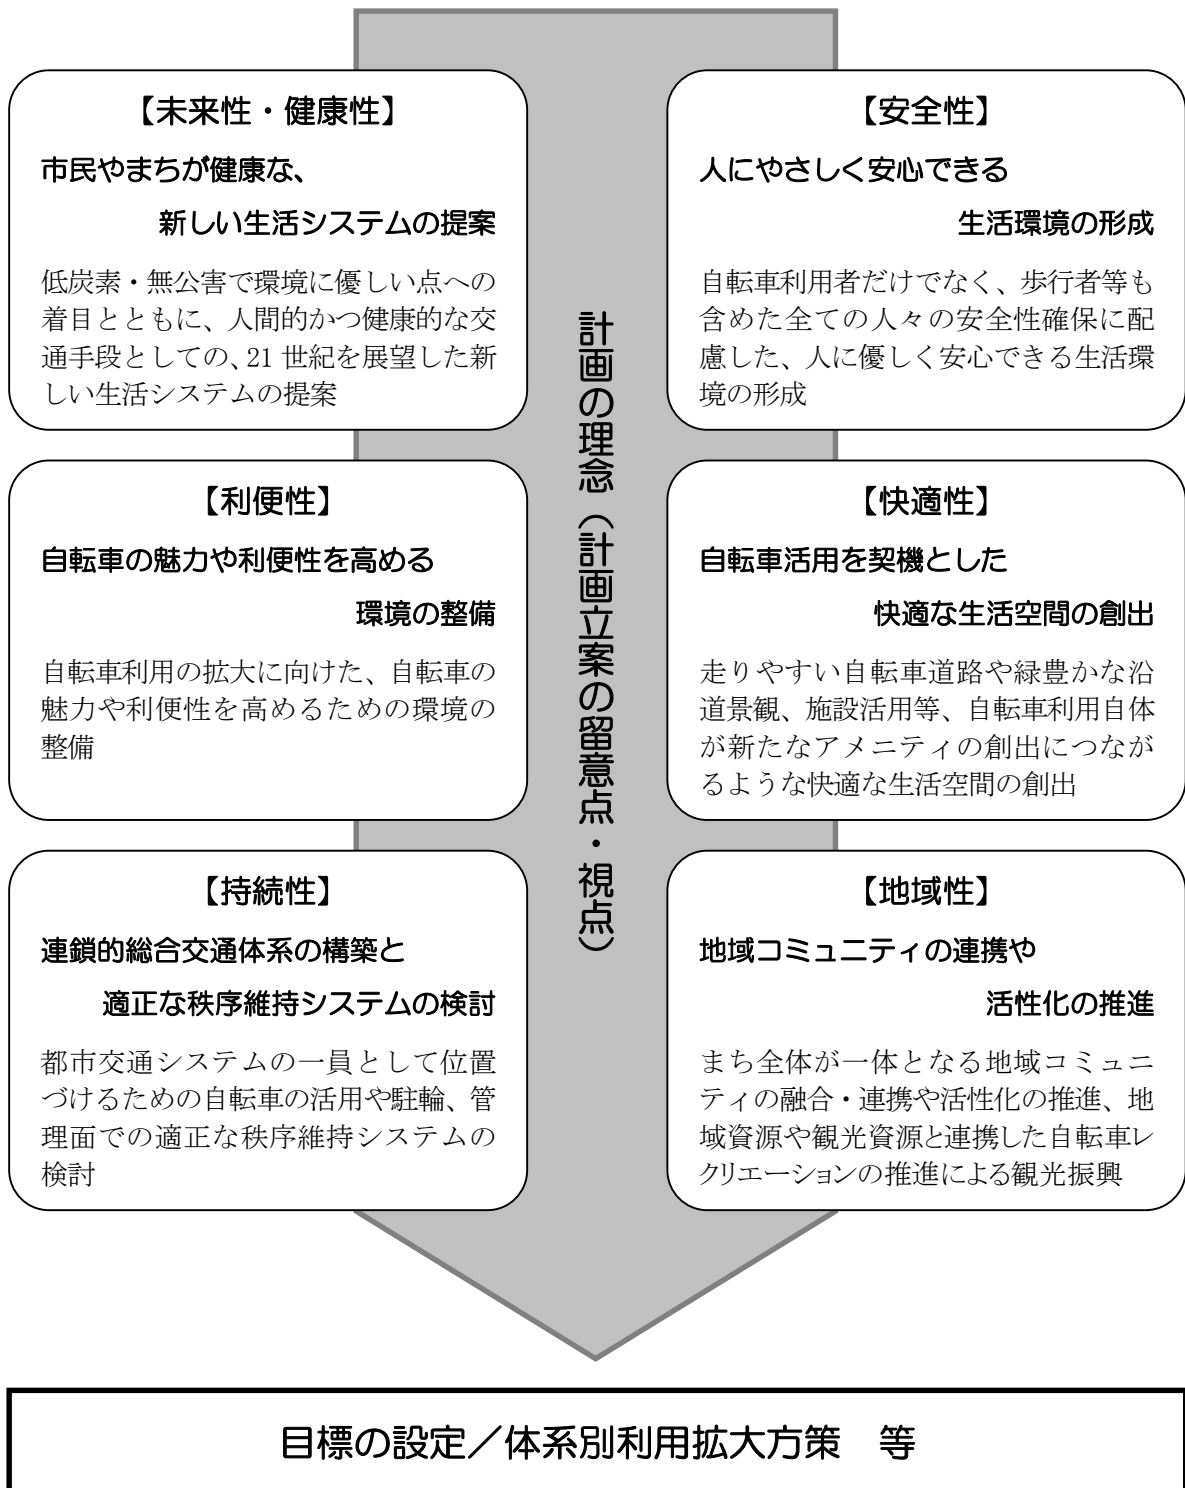 【未来性・健康性】
市民やまちが健康な、
新しい生活システムの提案
低炭素・無公害で環境に優しい点への
着目とともに、人間的かつ健康的な交
通手段としての、21 世紀を展望した新
しい生活システムの提案
【安全性】
人にやさしく安心できる
生活環境の形成
自転車利用者だけでなく、歩行者等も
含めた全ての人々の安全性確保に配
慮した、人に優しく安心できる生活環
境の形成
計画の理念（計画立案の留意点・視点）
【利便性】
自転車の魅力や利便性を高める
環境の整備
自転車利用の拡大に向けた、自転車の
魅力や利便性を高めるための環境の
整備
【快適性】
自転車活用を契機とした
快適な生活空間の創出
走りやすい自転車道路や緑豊かな沿
道景観、施設活用等、自転車利用自体
が新たなアメニティの創出につなが
るような快適な生活空間の創出
【持続性】
連鎖的総合交通体系の構築と
適正な秩序維持システムの検討
都市交通システムの一員として位置
づけるための自転車の活用や駐輪、管
理面での適正な秩序維持システムの
検討
【地域性】
地域コミュニティの連携や
活性化の推進
まち全体が一体となる地域コミュニ
ティの融合・連携や活性化の推進、地
域資源や観光資源と連携した自転車レ
クリエーションの推進による観光振興
目標の設定／体系別利用拡大方策　等